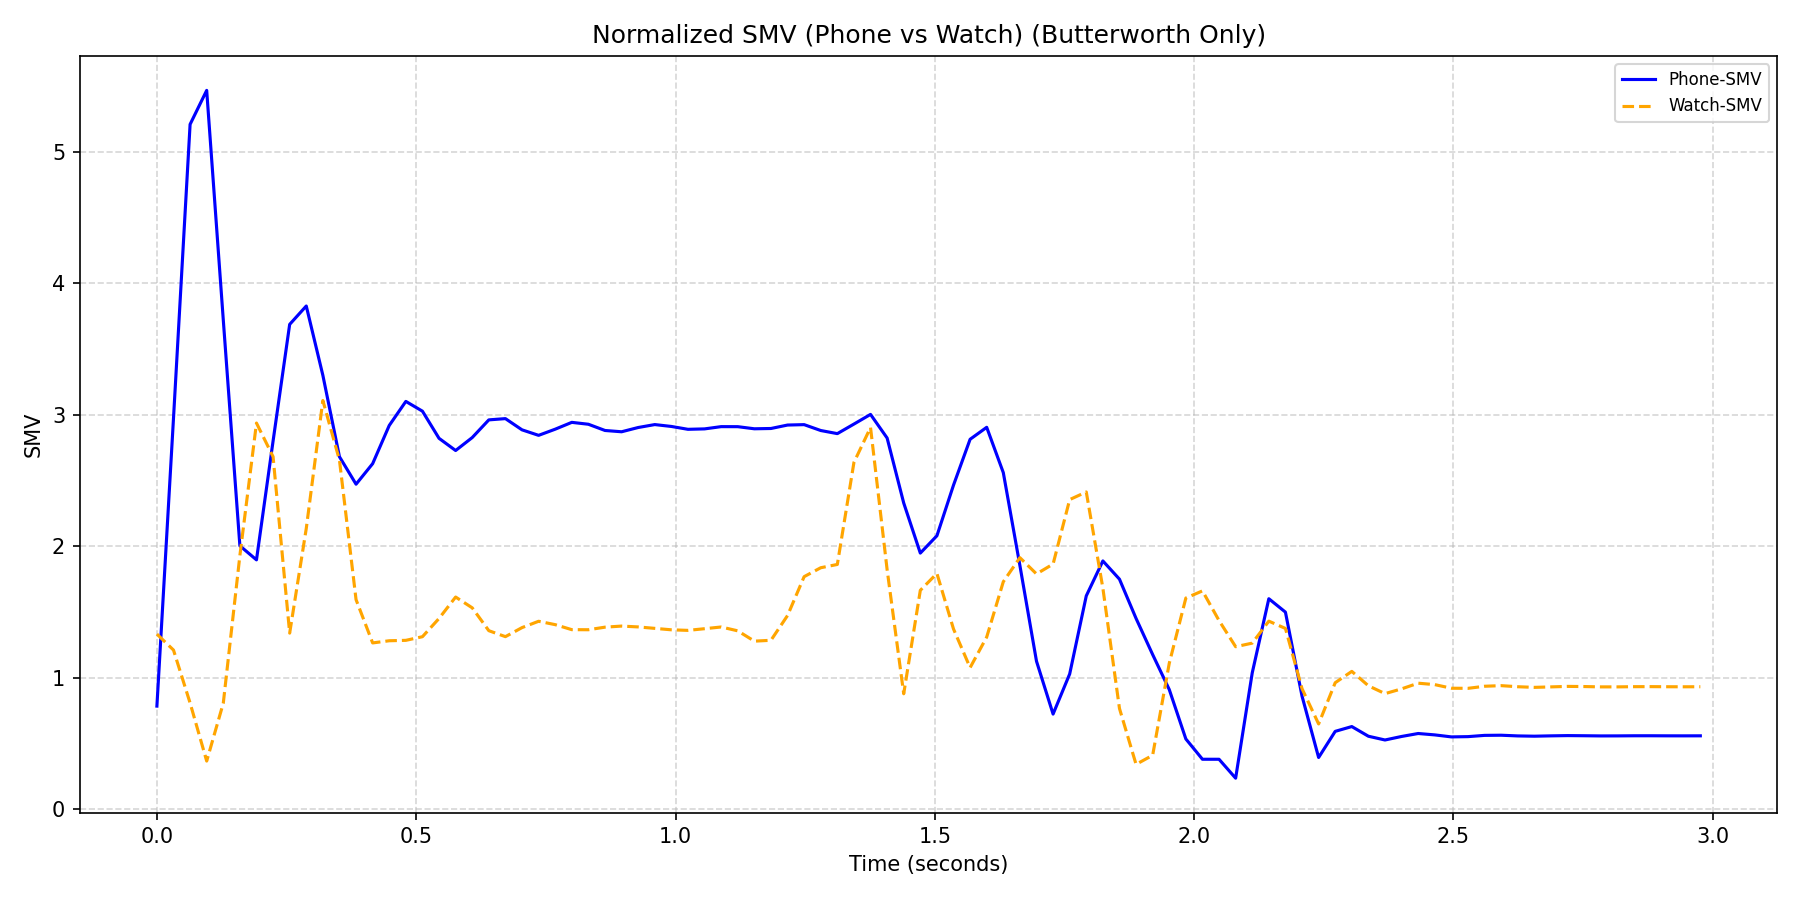 Normalized SMV (Phone vs Watch) (Butterworth Only)
Phone-SMV
Watch-SMV
5
4
3
2
1
0
SMV
0.0 0.5 1.0 1.5 2.0 2.5 3.0
Time (seconds)